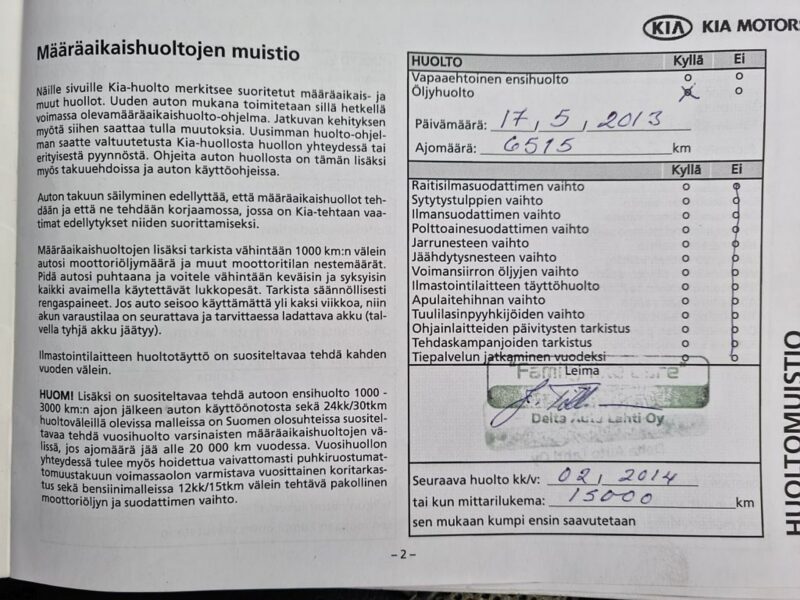 KIA KIA MOTORS
Määräaikaishuoltojen muistio
Näille sivuille Kia-huolto merkitsee suoritetut määräaikais- ja
muut huollot. Uuden auton mukana toimitetaan sillä hetkellä
voimassa olevamääräaikaishuolto-ohjelma. Jatkuvan kehityksen
myötä siihen saattaa tulla muutoksia. Uusimman huolto-ohjel-
man saatte valtuutetusta Kia-huollosta huollon yhteydessä tai
erityisestä pyynnöstä. Ohjeita auton huollosta on tämän lisäksi
myös takuuehdoissa ja auton käyttöohjeissa.
Auton takuun säilyminen edellyttää, että määräaikaishuollot teh-
dään ja että ne tehdään korjaamossa, jossa on Kia-tehtaan vaa-
timat edellytykset niiden suorittamiseksi.
Määräaikaishuoltojen lisäksi tarkista vähintään 1000 km:n välein
autosi moottoriöljymäärä ja muut moottoritilan nestemäärät.
Pidä autosi puhtaana ja voitele vähintään keväisin ja syksyisin
kaikki avaimella käytettävät lukkopesät. Tarkista säännöllisesti
rengaspaineet. Jos auto seisoo käyttämättä yli kaksi viikkoa, niin
akun varaustilaa on seurattava ja tarvittaessa ladattava akku (tal-
vella tyhjä akku jäätyy).
Ilmastointilaitteen huoltotäyttö on suositeltavaa tehdä kahden
vuoden välein.
HUOM! Lisäksi on suositeltavaa tehdä autoon ensihuolto 1000 -
3000 km:n ajon jälkeen auton käyttöönotosta sekä 24kk/30tkm
huoltoväleillä olevissa malleissa on Suomen olosuhteissa suositel-
tavaa tehdä vuosihuolto varsinaisten määräaikaishuoltojen vä-
lissä, jos ajomäärä jää alle 20 000 km vuodessa. Vuosihuollon
yhteydessä tulee myös hoidettua vaivattomasti puhkiruostumat-
tomuustakuun voimassaolon varmistava vuosittainen koritarkas-
tus sekä bensiinimalleissa 12kk/15tkm välein tehtävä pakollinen
moottoriöljyn ja suodattimen vaihto.
HUOLTO Kyllä Ei
Vapaaehtoinen ensihuolto
Öljyhuolto
Päivämäärä: 17, 5, 2013
Ajomäärä: 6515 km
Kyllä Ei
Raitisilmasuodattimen vaihto
Sytytystulppien vaihto
Ilmansuodattimen vaihto
Polttoainesuodattimen vaihto
Jarrunesteen vaihto
Jäähdytysnesteen vaihto
Voimansiirron öljyjen vaihto
Ilmastointilaitteen täyttöhuolto
Apulaitehihnan vaihto
Tuulilasinpyyhkijöiden vaihto
Ohjainlaitteiden päivitysten tarkistus
Tehdaskampanjoiden tarkistus
Tiepalvelun jatkaminen vuodeksi
Leima
Delta Auto Lahti Oy
Seuraava huolto kk/v: 02, 2014
tai kun mittarilukema: 15000 km
sen mukaan kumpi ensin saavutetaan
– 2 –
HUOLTOMUISTIO